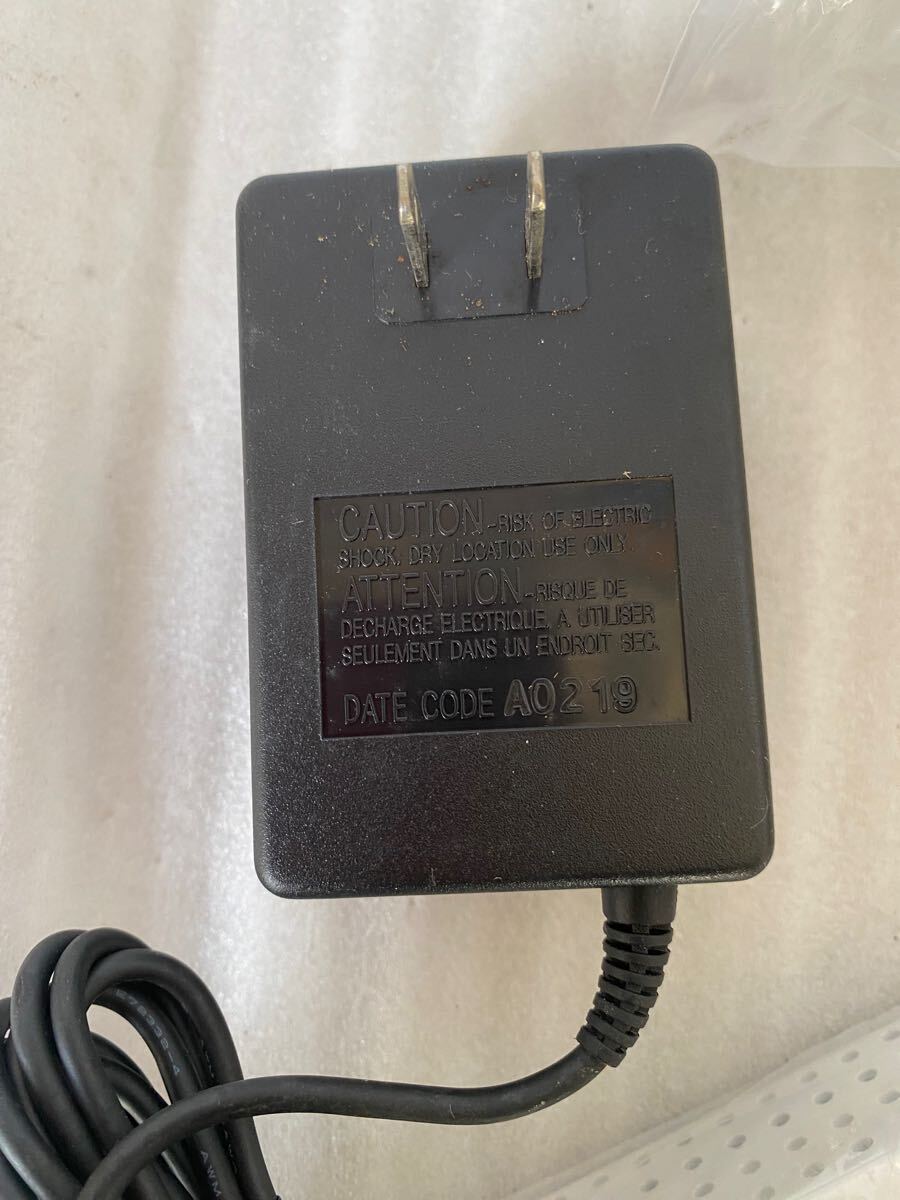 CAUTION-RISK OF ELECTRIC
SHOCK, DRY LOCATION USE ONLY.
ATTENTION-RISQUE DE
DECHARGE ELECTRIQUE, A UTILISER
SEULEMENT DANS UN ENDROIT SEC.
DATE CODE A0219
AWM